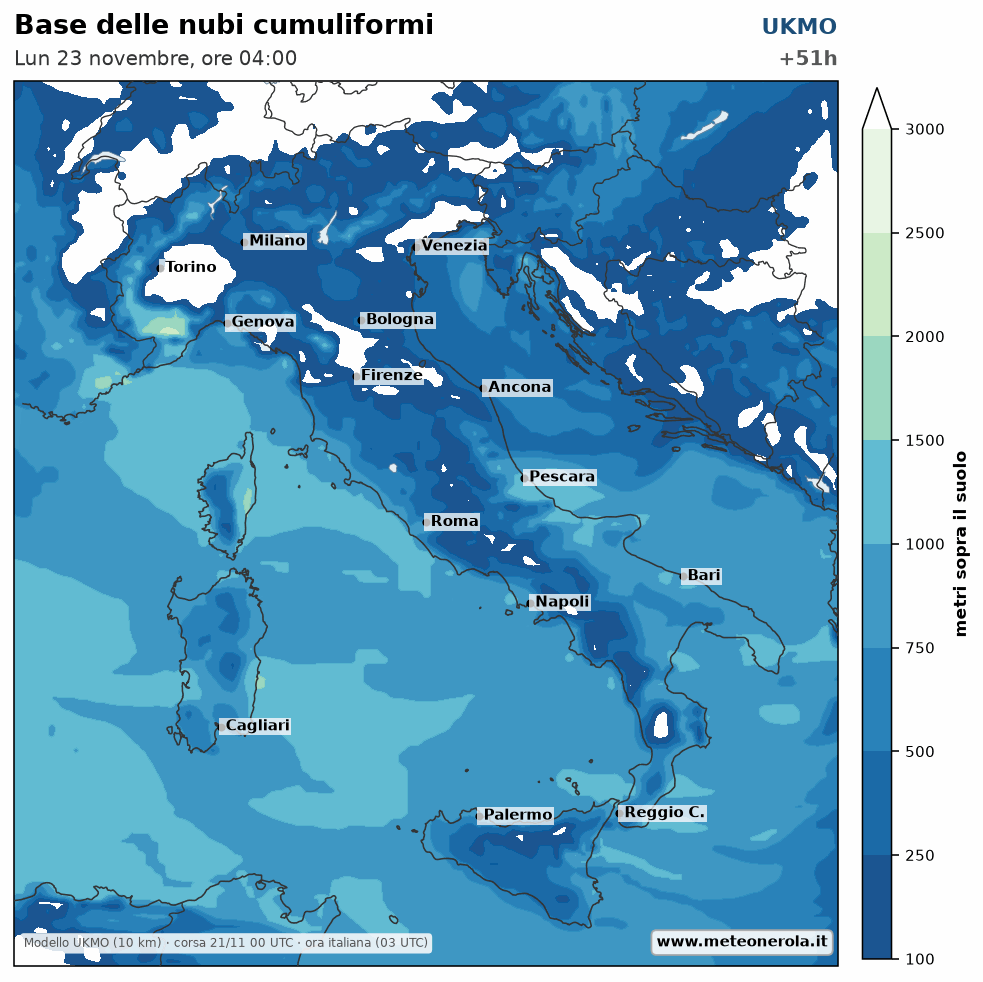 Base delle nubi cumuliformi
UKMO
Lun 23 novembre, ore 04:00
+51h
3000
2500
2000
1500
1000
750
500
250
100
metri sopra il suolo
Milano
Venezia
Torino
Genova
Bologna
Firenze
Ancona
Pescara
Roma
Bari
Napoli
Cagliari
Palermo
Reggio C.
Modello UKMO (10 km) · corsa 21/11 00 UTC · ora italiana (03 UTC)
www.meteonerola.it